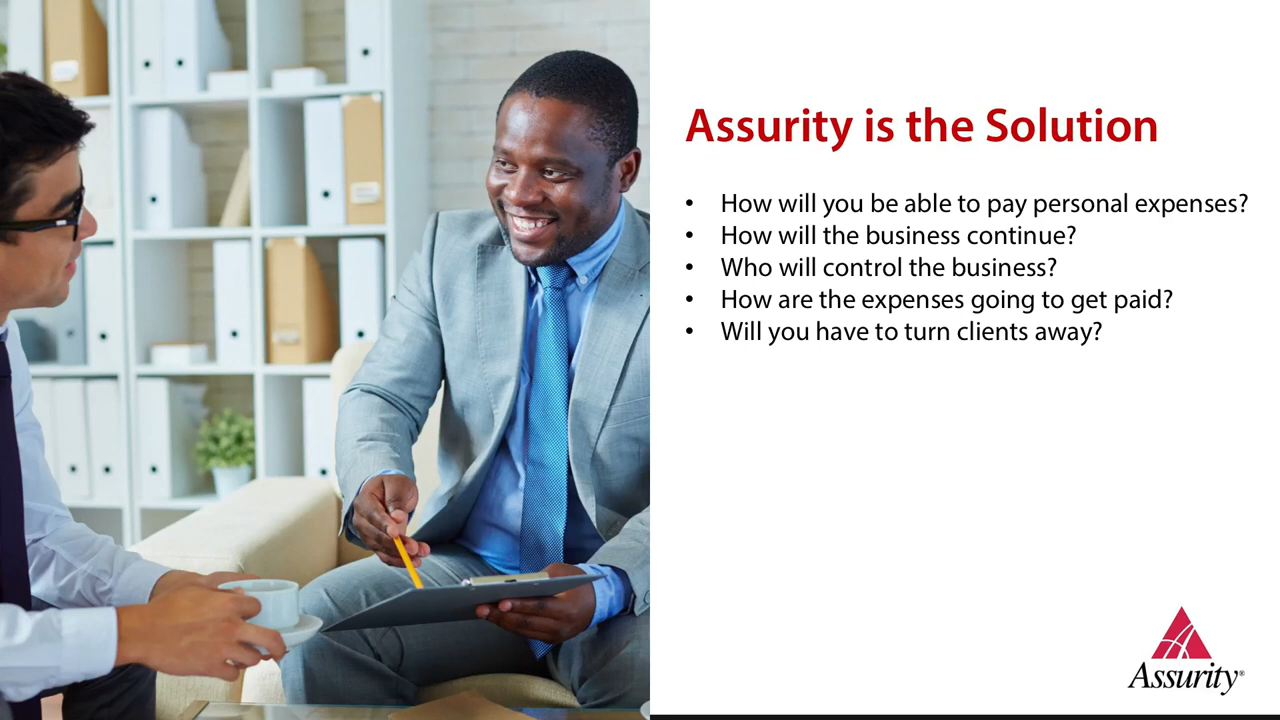 Assurity is the Solution
• How will you be able to pay personal expenses?
• How will the business continue?
• Who will control the business?
• How are the expenses going to get paid?
• Will you have to turn clients away?
Assurity®